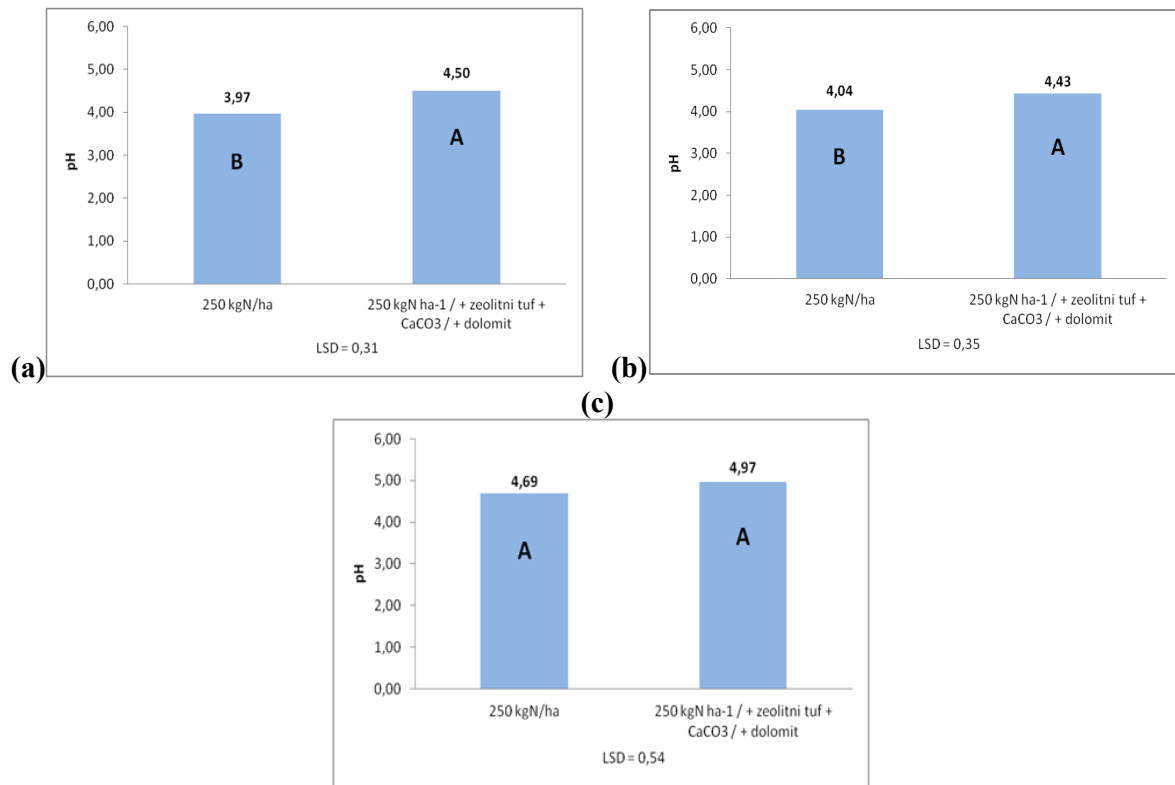 6,00
5,00
4,00
3,00
2,00
1,00
0,00
pH
3,97
4,50
B
A
250 kgN/ha
250 kgN ha-1 / + zeolitni tuf +
CaCO3 / + dolomit
LSD = 0,31
(a)
6,00
5,00
4,00
3,00
2,00
1,00
0,00
pH
4,04
4,43
B
A
250 kgN/ha
250 kgN ha-1 / + zeolitni tuf +
CaCO3 / + dolomit
LSD = 0,35
(b)
(c)
6,00
5,00
4,00
3,00
2,00
1,00
0,00
pH
4,69
4,97
A
A
250 kgN/ha
250 kgN ha-1 / + zeolitni tuf +
CaCO3 / + dolomit
LSD = 0,54